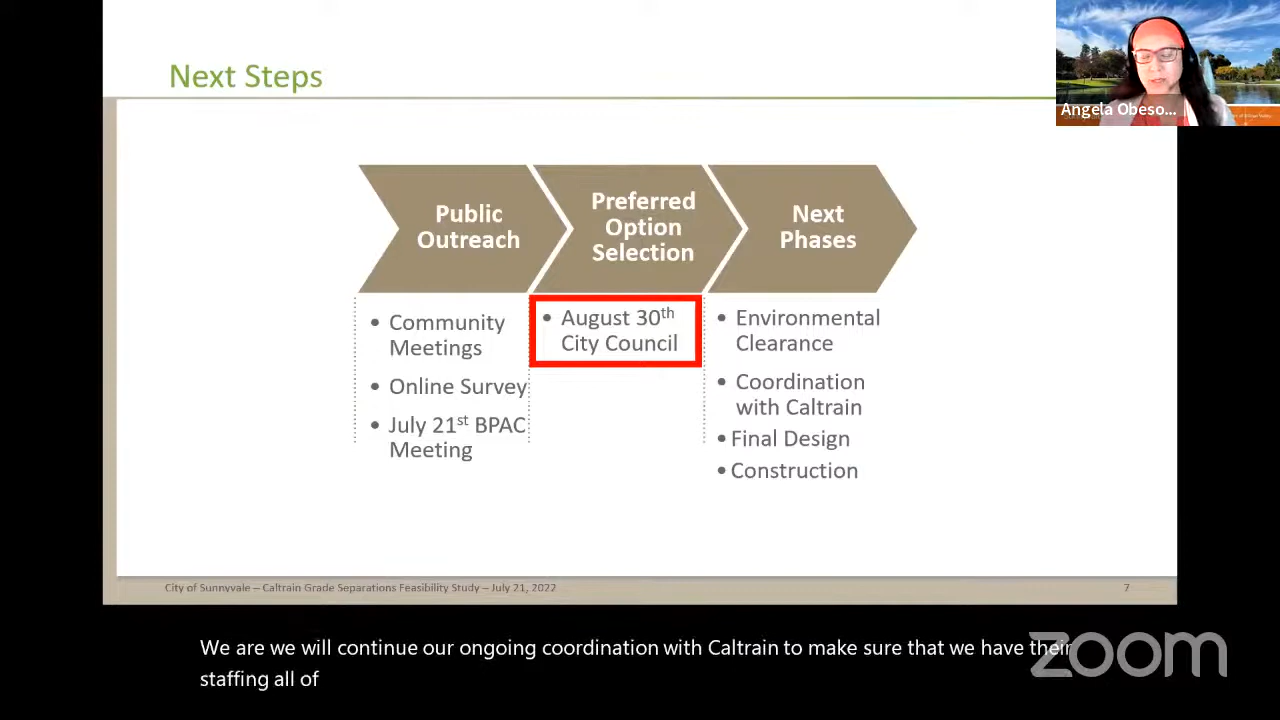 Next Steps
Angela Obeso...
Public
Outreach
Preferred
Option
Selection
Next
Phases
• Community
Meetings
• Online Survey
• July 21st BPAC
Meeting
• August 30th
City Council
• Environmental
Clearance
• Coordination
with Caltrain
• Final Design
• Construction
City of Sunnyvale – Caltrain Grade Separations Feasibility Study – July 21, 2022
7
We are we will continue our ongoing coordination with Caltrain to make sure that we have their
staffing all of
zoom